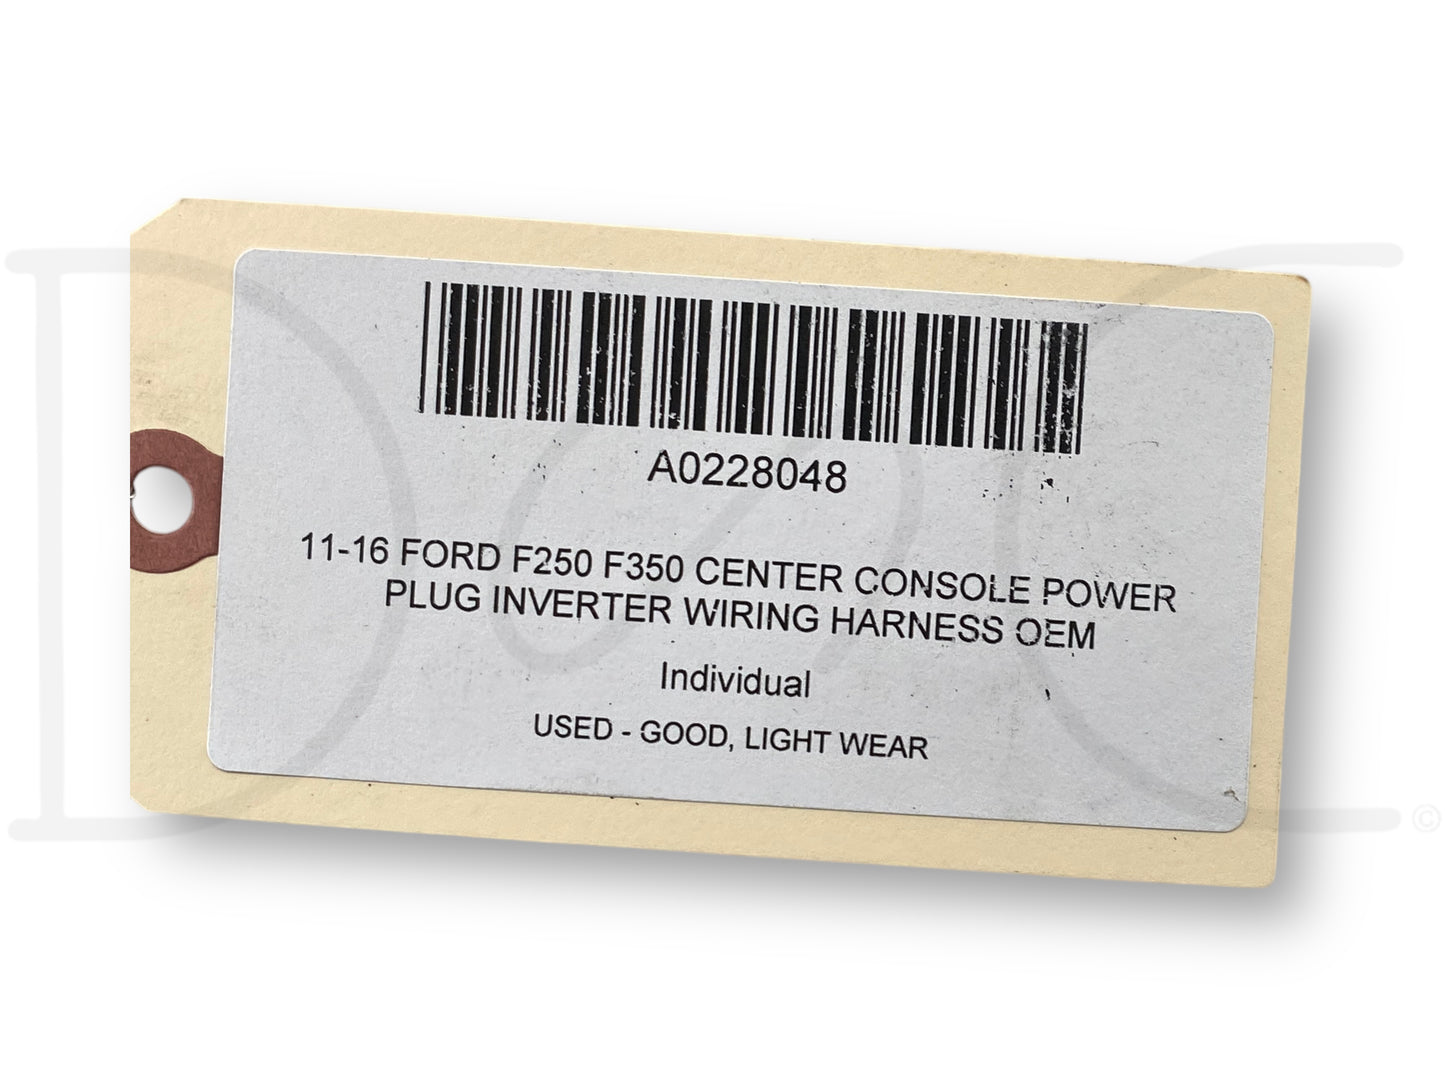 A0228048
11-16 FORD F250 F350 CENTER CONSOLE POWER
PLUG INVERTER WIRING HARNESS OEM
Individual
USED - GOOD, LIGHT WEAR